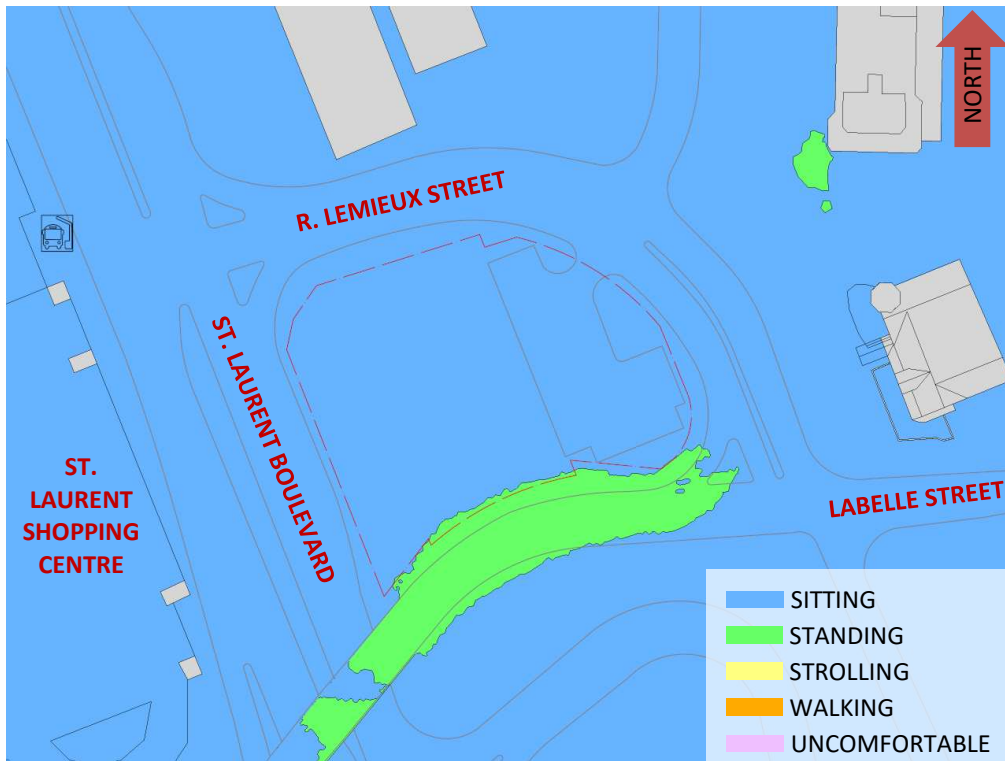 NORTH
R. LEMIEUX STREET
ST. LAURENT BOULEVARD
ST.
LAURENT
SHOPPING
CENTRE
LABELLE STREET
SITTING
STANDING
STROLLING
WALKING
UNCOMFORTABLE